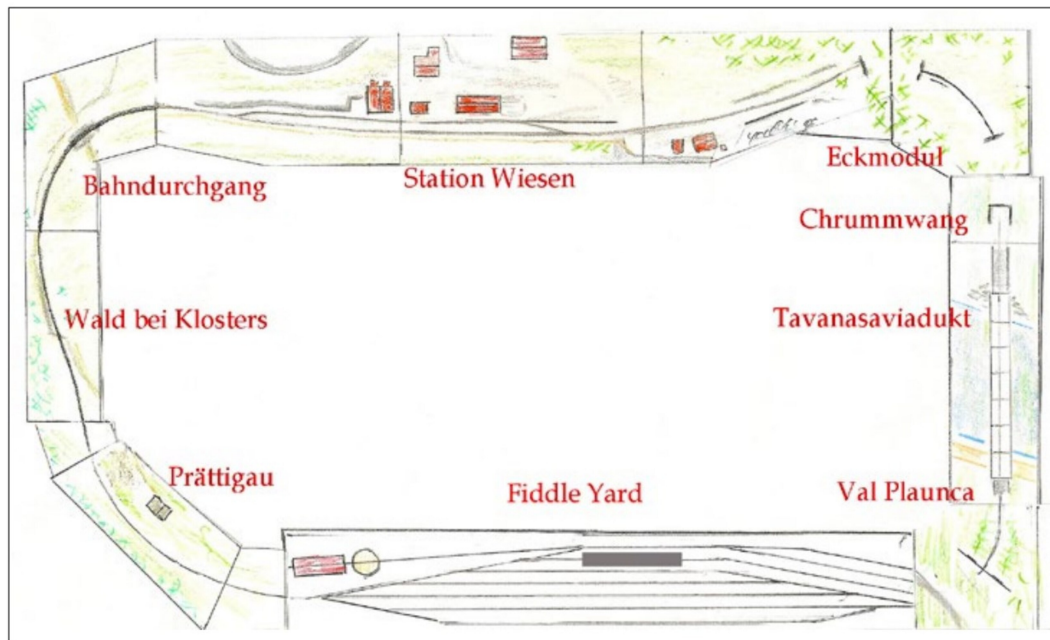 Eckmodul
Bahndurchgang
Station Wiesen
Chrummwang
Wald bei Klosters
Tavanasaviadukt
Prättigau
Fiddle Yard
Val Plaunca